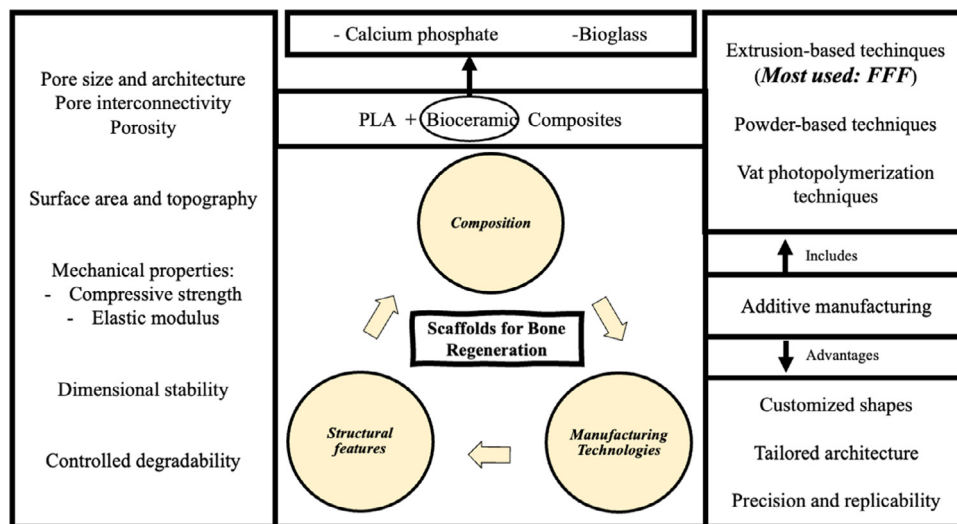 Pore size and architecture
Pore interconnectivity
Porosity
Surface area and topography
Mechanical properties:
- Compressive strength
- Elastic modulus
Dimensional stability
Controlled degradability
- Calcium phosphate -Bioglass
PLA + Bioceramic Composites
Composition
Scaffolds for Bone
Regeneration
Structural
features
Manufacturing
Technologies
Extrusion-based techinques
(Most used: FFF)
Powder-based techniques
Vat photopolymerization
techniques
Includes
Additive manufacturing
Advantages
Customized shapes
Tailored architecture
Precision and replicability